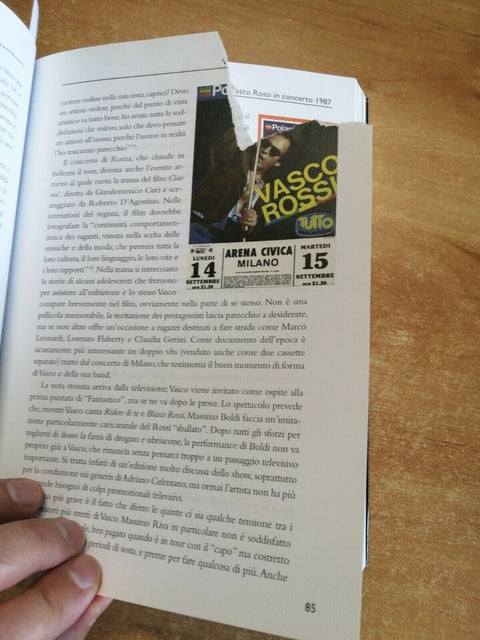 Vasco Rossi in concerto 1987
mettere ordine nella mia testa, capisci? Devo
un attimo vedere, perché dal punto di vista
artistico va tutto bene, ho avuto tutte le sod-
disfazioni che volevo, solo che devo pensare
un attimo all'uomo, perché l'uomo in realtà
l'ho trascurato parecchio"
Il concerto di Roma, che chiude in
bellezza il tour, diventa anche l'evento at-
torno al quale ruota la trama del film
diretto da Giandomenico Curi e sce-
neggiato da Roberto D'Agostino. Nelle
intenzioni del regista, il film dovrebbe
fotografare la "continuità comportamen-
tistica dei ragazzi, vissuta nella scelta delle
musiche e della moda, che permea tutta la
loro cultura, il loro linguaggio, le loro vite e
i loro rapporti" Nella trama si intrecciano
le storie di alcuni adolescenti che fremono
per assistere all'esibizione e lo stesso Vasco
compare brevemente nel film, ovviamente nella parte di se stesso. Non è una
pellicola memorabile, la recitazione dei protagonisti lascia parecchio a desiderare,
ma se non altro offre un'occasione a ragazzi destinati a fare strada come Marco
Leonardi, Lorenzo Flaherty e Claudia Gerini. Come documento dell'epoca è
sicuramente più interessante un doppio vhs (venduto anche come due cassette
separate) tratto dal concerto di Milano, che testimonia il buon momento di forma
di Vasco e della sua band.
La nota stonata arriva dalla televisione: Vasco viene invitato come ospite alla
prima puntata di "Fantastico", ma se ne va dopo le prove. Lo spettacolo prevede
che, mentre Vasco canta Ridere di te e Blasco Rossi, Massimo Boldi faccia un'imita-
zione particolarmente caricaturale del Rossi "sballato". Dopo tutti gli sforzi per
togliersi di dosso la fama di drogato e ubriacone, la performance di Boldi non va
proprio giù a Vasco, che rinuncia senza pensarci troppo a un passaggio televisivo
importante. Si tratta infatti di un'edizione molto discussa dello show, soprattutto
per la conduzione sui generis di Adriano Celentano, ma ormai l'artista non ha più
grande bisogno di colpi promozionali televisivi.
più grave è il fatto che dietro le quinte ci sia qualche tensione tra i
più stretti di Vasco. Massimo Riva in particolare non è soddisfatto
ben pagato quando è in tour con il "capo" ma costretto
periodi di sosta, e preme per fare qualcosa di più. Anche
VASCO
ROSSI
TUTTO
LUNEDI
14
SETTEMBRE
ore 21.30
ARENA CIVICA
MILANO
MARTEDI
15
SETTEMBRE
ore 21.30
85